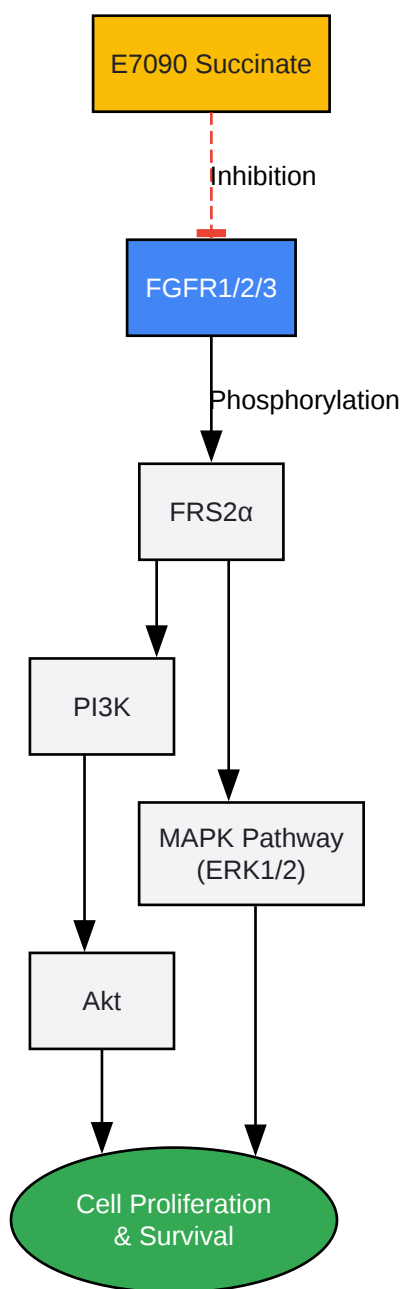 E7090 Succinate
Inhibition
FGFR1/2/3
Phosphorylation
FRS2α
PI3K
MAPK Pathway
(ERK1/2)
Akt
Cell Proliferation
& Survival